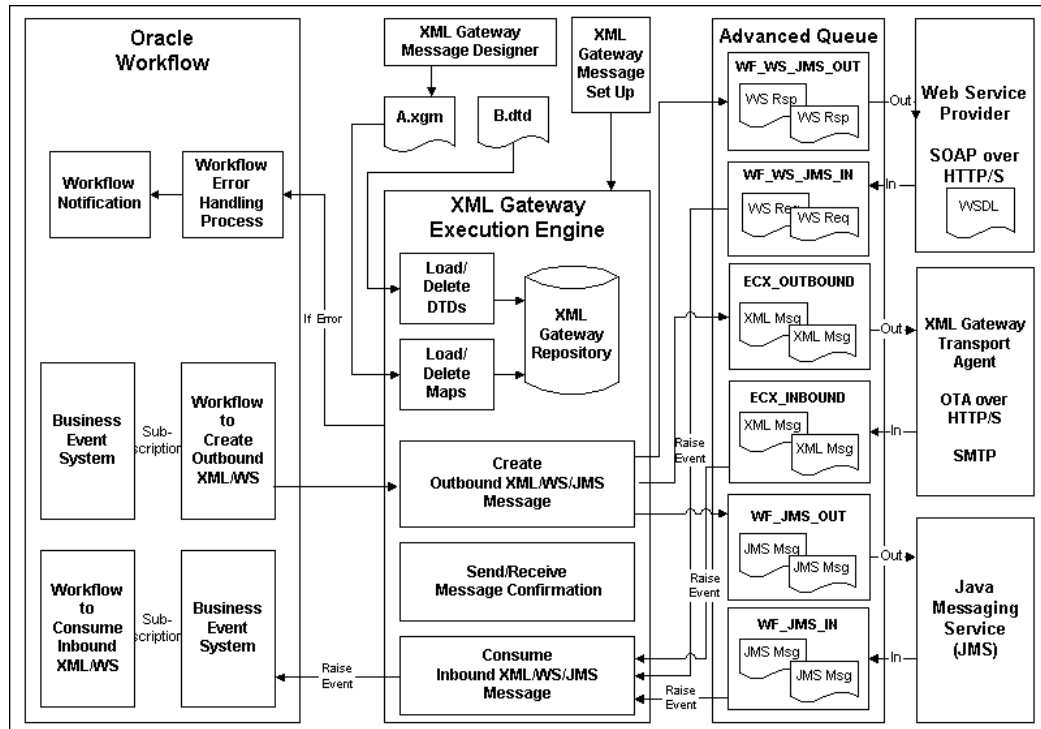 Oracle
Workflow
XML Gateway
Message Designer
XML
Gateway
Message
Set Up
A.xgm
B.dtd
Workflow
Notification
Workflow
Error
Handling
Process
If Error
Business
Event
System
Sub-
scription
Workflow
to
Create
Outbound
XML/WS
Workflow
to
Consume
Inbound
XML/WS
Sub-
scription
Business
Event
System
Raise
Event
XML Gateway
Execution Engine
Load/
Delete
DTDs
Load/
Delete
Maps
XML
Gateway
Repository
Create
Outbound XML/WS/JMS
Message
Send/Receive
Message Confirmation
Consume
Inbound XML/WS/JMS
Message
Raise
Event
Raise
Event
Raise
Event
Advanced Queue
WF_WS_JMS_OUT
WS Rsp
WS Rsp
Out
WF_WS_JMS_IN
WS Req
WS Req
In
ECX_OUTBOUND
XML Msg
XML Msg
Out
ECX_INBOUND
XML Msg
XML Msg
In
WF_JMS_OUT
JMS Msg
JMS Msg
Out
WF_JMS_IN
JMS Msg
JMS Msg
In
Web Service
Provider
SOAP over
HTTP/S
WSDL
XML Gateway
Transport
Agent
OTA over
HTTP/S
SMTP
Java
Messaging
Service
(JMS)